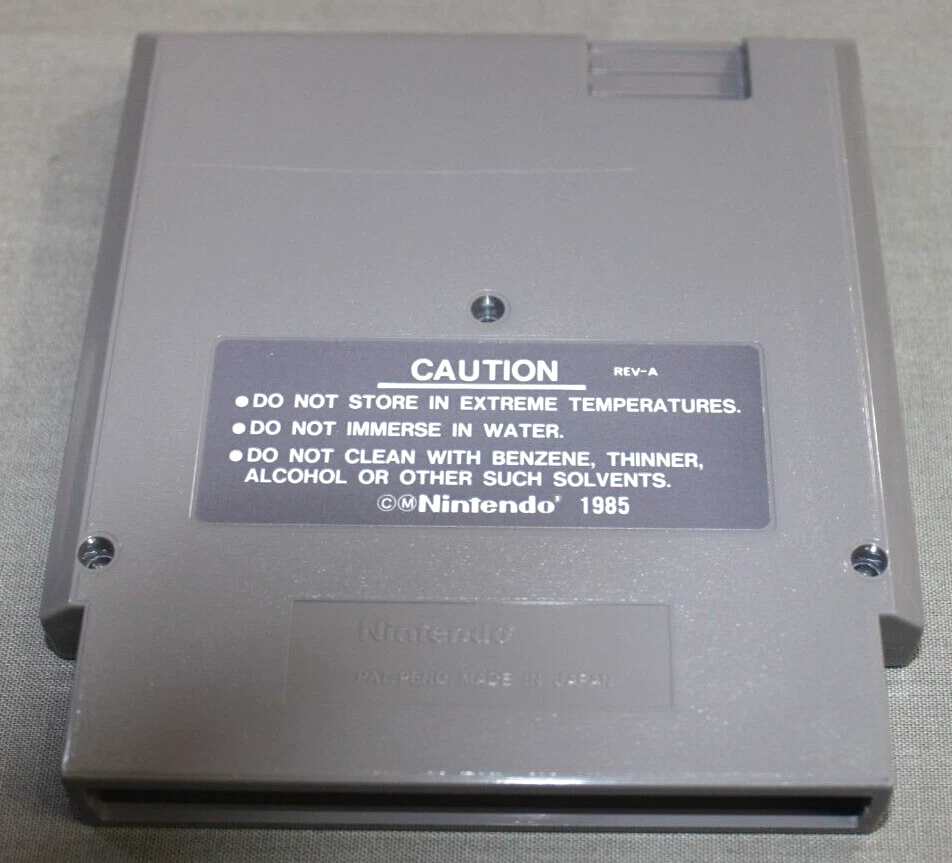 CAUTION REV-A
●DO NOT STORE IN EXTREME TEMPERATURES.
●DO NOT IMMERSE IN WATER.
●DO NOT CLEAN WITH BENZENE, THINNER,
ALCOHOL OR OTHER SUCH SOLVENTS.
©ⓂNintendo® 1985
Nintendo®
PAT. PEND. MADE IN JAPAN